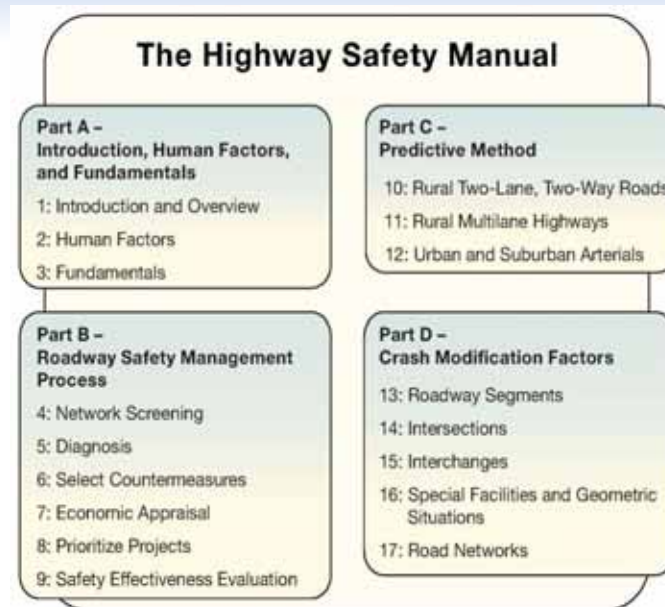 The Highway Safety Manual
Part A –
Introduction, Human Factors,
and Fundamentals
1: Introduction and Overview
2: Human Factors
3: Fundamentals
Part B –
Roadway Safety Management
Process
4: Network Screening
5: Diagnosis
6: Select Countermeasures
7: Economic Appraisal
8: Prioritize Projects
9: Safety Effectiveness Evaluation
Part C –
Predictive Method
10: Rural Two-Lane, Two-Way Roads
11: Rural Multilane Highways
12: Urban and Suburban Arterials
Part D –
Crash Modification Factors
13: Roadway Segments
14: Intersections
15: Interchanges
16: Special Facilities and Geometric
Situations
17: Road Networks